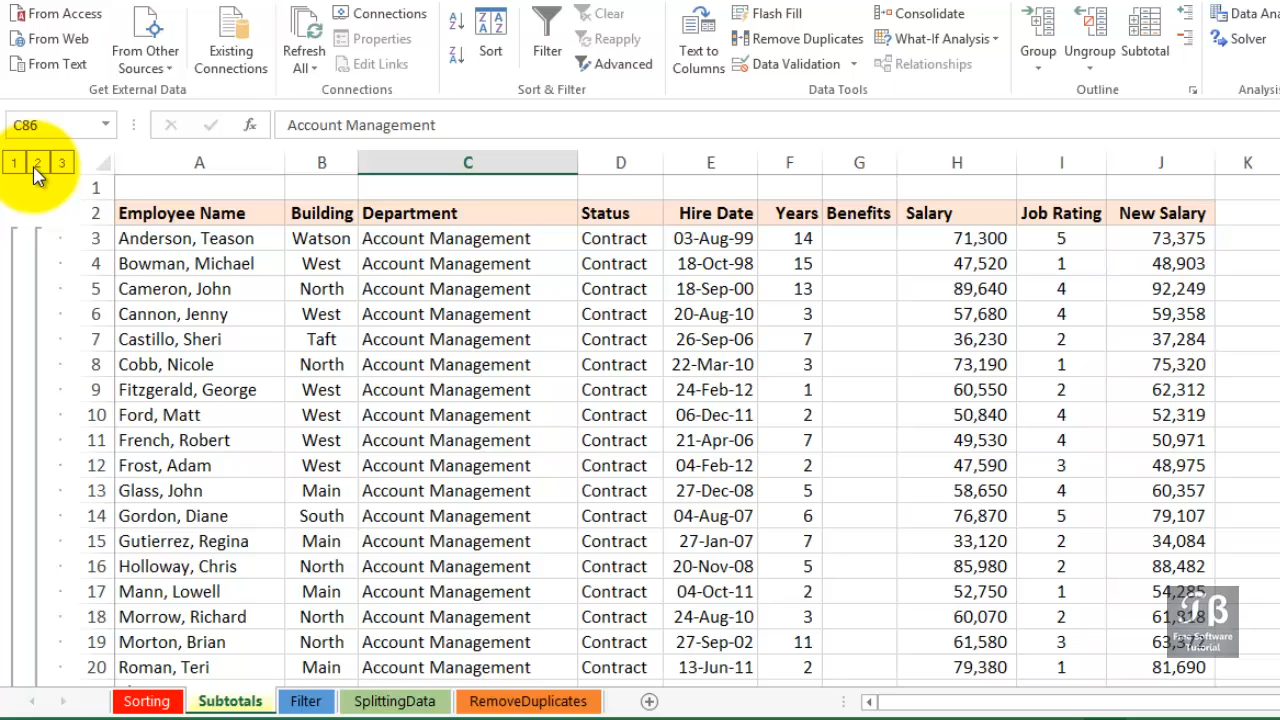 From Access
From Web
From Text
From Other
Sources
Get External Data
Existing
Connections
Refresh
All
Connections
Properties
Edit Links
Connections
Sort
Filter
Clear
Reapply
Advanced
Sort & Filter
Text to
Columns
Flash Fill
Remove Duplicates
Data Validation
Consolidate
What-If Analysis
Relationships
Data Tools
Group
Ungroup
Subtotal
Outline
Data Ana
Solver
Analysis
C86
fx
Account Management
1 2 3
A B C D E F G H I J K
1
2 Employee Name Building Department Status Hire Date Years Benefits Salary Job Rating New Salary
3 Anderson, Teason Watson Account Management Contract 03-Aug-99 14 71,300 5 73,375
4 Bowman, Michael West Account Management Contract 18-Oct-98 15 47,520 1 48,903
5 Cameron, John North Account Management Contract 18-Sep-00 13 89,640 4 92,249
6 Cannon, Jenny West Account Management Contract 20-Aug-10 3 57,680 4 59,358
7 Castillo, Sheri Taft Account Management Contract 26-Sep-06 7 36,230 2 37,284
8 Cobb, Nicole North Account Management Contract 22-Mar-10 3 73,190 1 75,320
9 Fitzgerald, George West Account Management Contract 24-Feb-12 1 60,550 2 62,312
10 Ford, Matt West Account Management Contract 06-Dec-11 2 50,840 4 52,319
11 French, Robert West Account Management Contract 21-Apr-06 7 49,530 4 50,971
12 Frost, Adam West Account Management Contract 04-Feb-12 2 47,590 3 48,975
13 Glass, John Main Account Management Contract 27-Dec-08 5 58,650 4 60,357
14 Gordon, Diane South Account Management Contract 04-Aug-07 6 76,870 5 79,107
15 Gutierrez, Regina Main Account Management Contract 27-Jan-07 7 33,120 2 34,084
16 Holloway, Chris North Account Management Contract 20-Nov-08 5 85,980 2 88,482
17 Mann, Lowell Main Account Management Contract 04-Oct-11 2 52,750 1 54,285
18 Morrow, Richard North Account Management Contract 24-Aug-10 3 60,070 2 61,818
19 Morton, Brian North Account Management Contract 27-Sep-02 11 61,580 3
20 Roman, Teri Main Account Management Contract 13-Jun-11 2 79,380 1 81,690
Free Software
Tutorial
Sorting Subtotals Filter SplittingData RemoveDuplicates